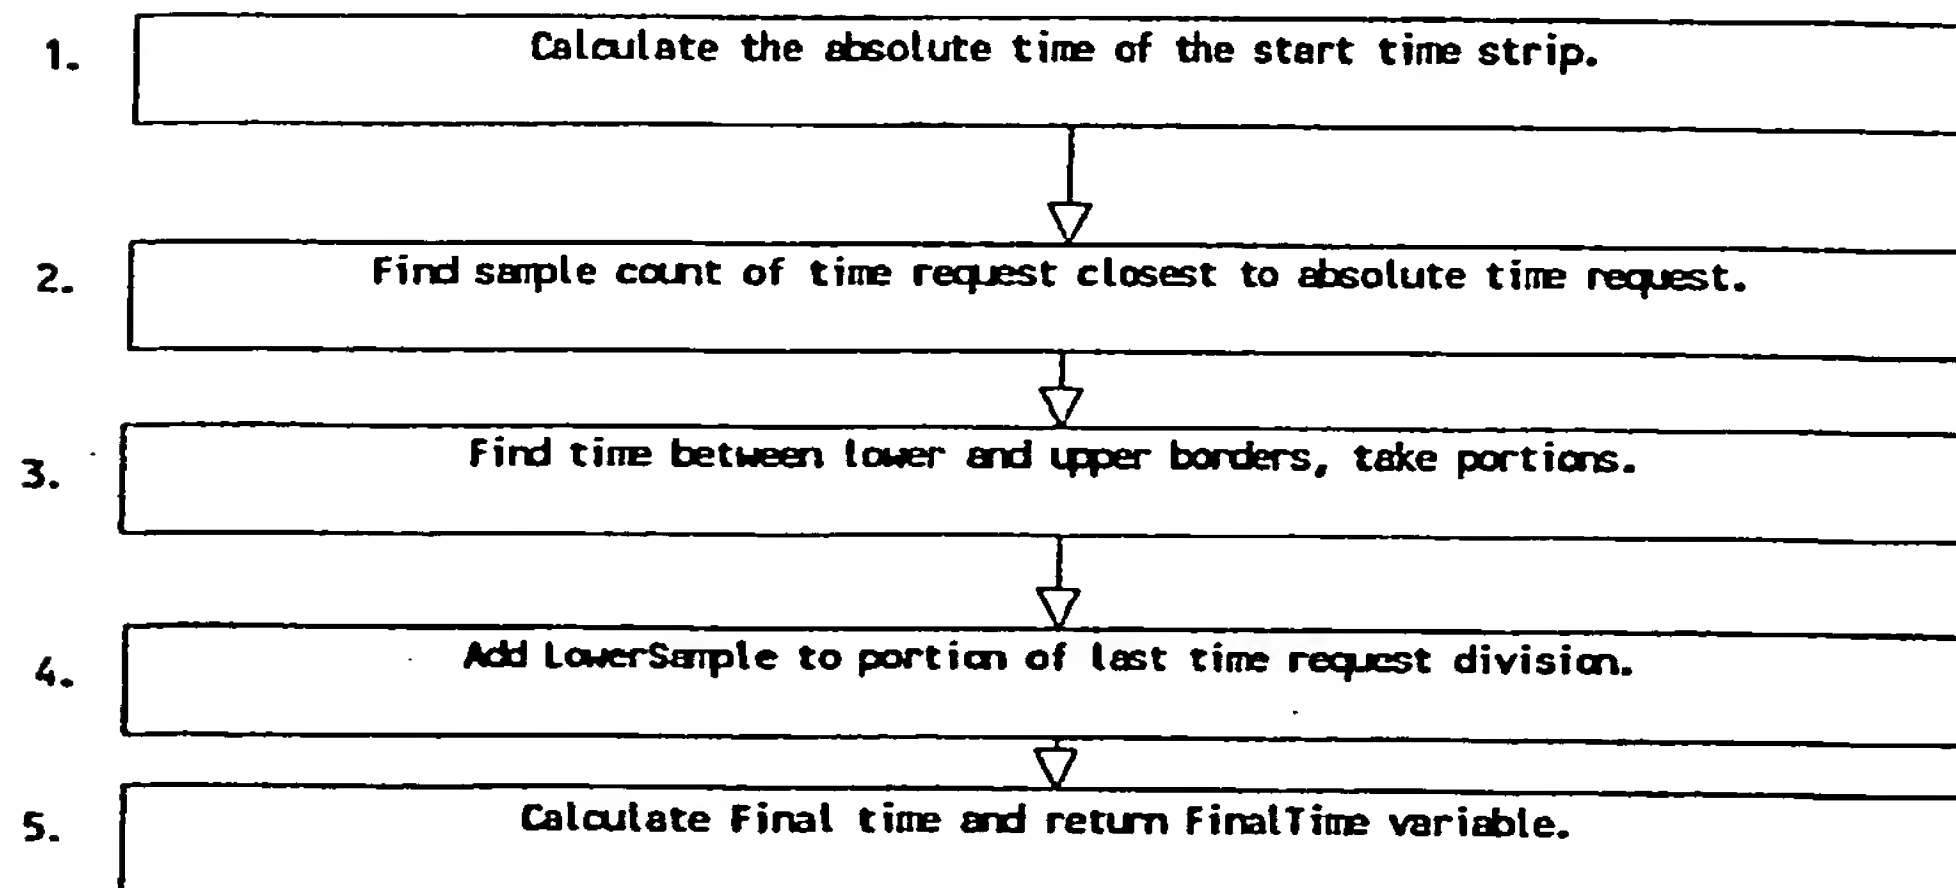 1. Calculate the absolute time of the start time strip.
2. Find sample count of time request closest to absolute time request.
3. Find time between lower and upper borders, take portions.
4. Add LowerSample to portion of last time request division.
5. Calculate Final time and return FinalTime variable.